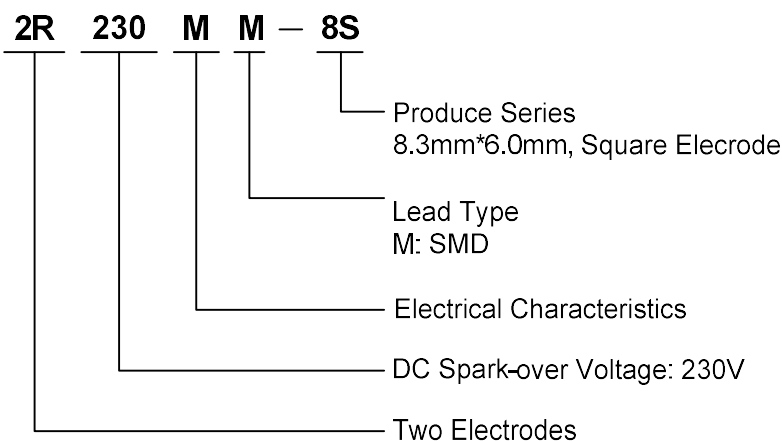 2R 230 M M – 8S
Produce Series
8.3mm*6.0mm, Square Elecrode
Lead Type
M: SMD
Electrical Characteristics
DC Spark-over Voltage: 230V
Two Electrodes